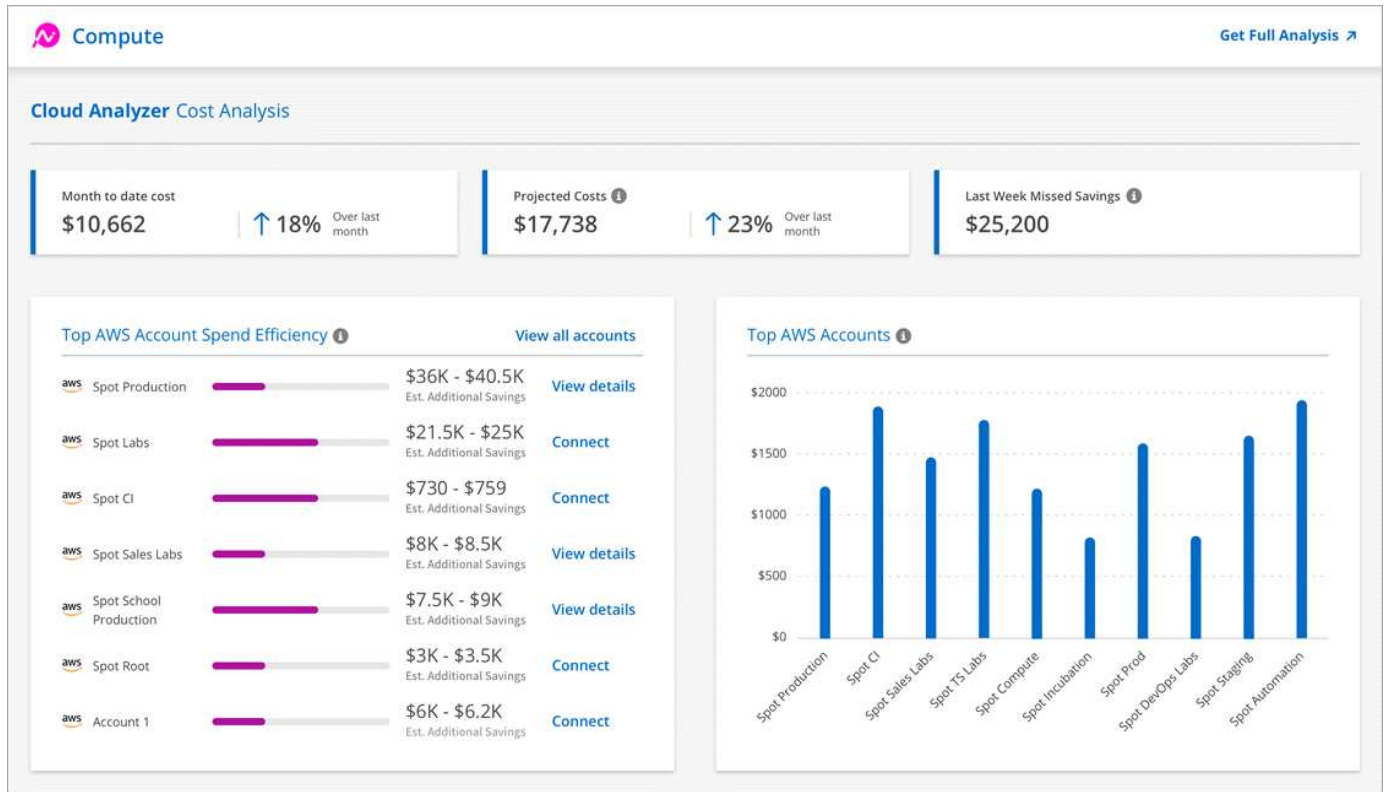 Compute
Get Full Analysis ↗
Cloud Analyzer Cost Analysis
Month to date cost
$10,662
↑ 18%
Over last
month
Projected Costs
$17,738
↑ 23%
Over last
month
Last Week Missed Savings
$25,200
Top AWS Account Spend Efficiency
View all accounts
aws Spot Production
$36K - $40.5K
Est. Additional Savings
View details
aws Spot Labs
$21.5K - $25K
Est. Additional Savings
Connect
aws Spot CI
$730 - $759
Est. Additional Savings
Connect
aws Spot Sales Labs
$8K - $8.5K
Est. Additional Savings
View details
aws Spot School
Production
$7.5K - $9K
Est. Additional Savings
View details
aws Spot Root
$3K - $3.5K
Est. Additional Savings
Connect
aws Account 1
$6K - $6.2K
Est. Additional Savings
Connect
Top AWS Accounts
$2000
$1500
$1000
$500
$0
Spot Production
Spot CI
Spot Sales Labs
Spot TS Labs
Spot Compute
Spot Incubation
Spot Prod
Spot DevOps Labs
Spot Staging
Spot Automation